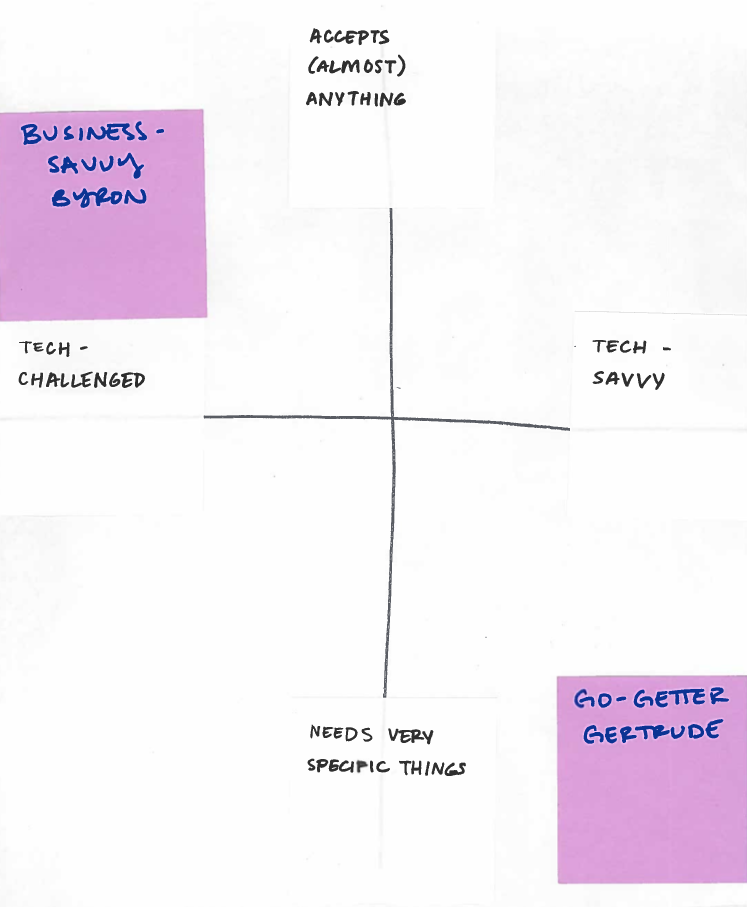 ACCEPTS
(ALMOST)
ANYTHING
BUSINESS-
SAVVY
BYRON
TECH-
CHALLENGED
TECH-
SAVVY
NEEDS VERY
SPECIFIC THINGS
GO-GETTER
GERTRUDE